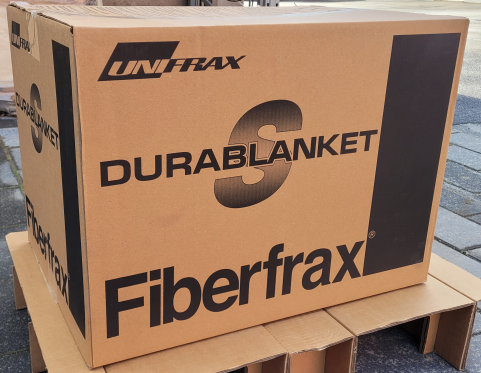 UNIFRAX
S
DURABLANKET
Fiberfrax®
UNIFRAX
S
DURABLANKET
Fiberfrax